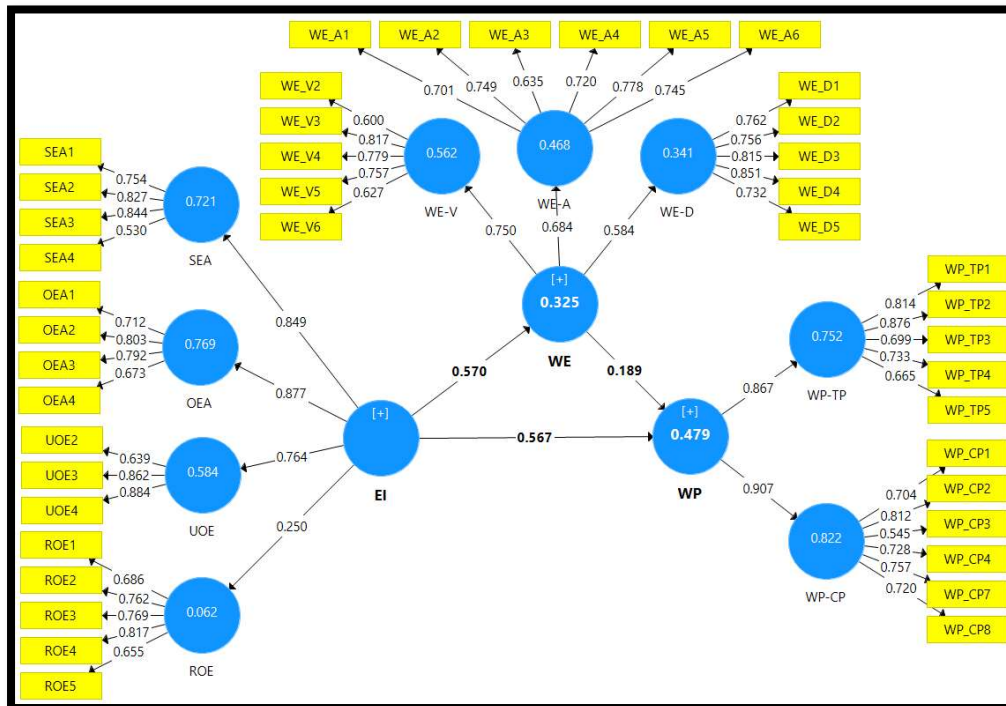 WE_A1 WE_A2 WE_A3 WE_A4 WE_A5 WE_A6
0.701 0.749 0.635 0.720 0.778 0.745
WE_V2
WE_V3
WE_V4
WE_V5
WE_V6
0.600
0.817
0.779
0.757
0.627
0.562
WE-V
0.468
WE-A
0.341
WE-D
0.762
0.756
0.815
0.851
0.732
WE_D1
WE_D2
WE_D3
WE_D4
WE_D5
SEA1
SEA2
SEA3
SEA4
0.754
0.827
0.844
0.530
0.721
SEA
0.750 0.684 0.584
[+]
0.325
WE
OEA1
OEA2
OEA3
OEA4
0.712
0.803
0.792
0.673
0.769
OEA
0.849
0.877
0.570
0.189
WP_TP1
WP_TP2
WP_TP3
WP_TP4
WP_TP5
0.814
0.876
0.699
0.733
0.665
0.752
WP-TP
0.867
[+]
EI
0.567
[+]
0.479
WP
UOE2
UOE3
UOE4
0.639
0.862
0.884
0.584
UOE
0.764
0.250
0.907
WP_CP1
WP_CP2
WP_CP3
WP_CP4
WP_CP7
WP_CP8
0.704
0.812
0.545
0.728
0.757
0.720
0.822
WP-CP
ROE1
ROE2
ROE3
ROE4
ROE5
0.686
0.762
0.769
0.817
0.655
0.062
ROE